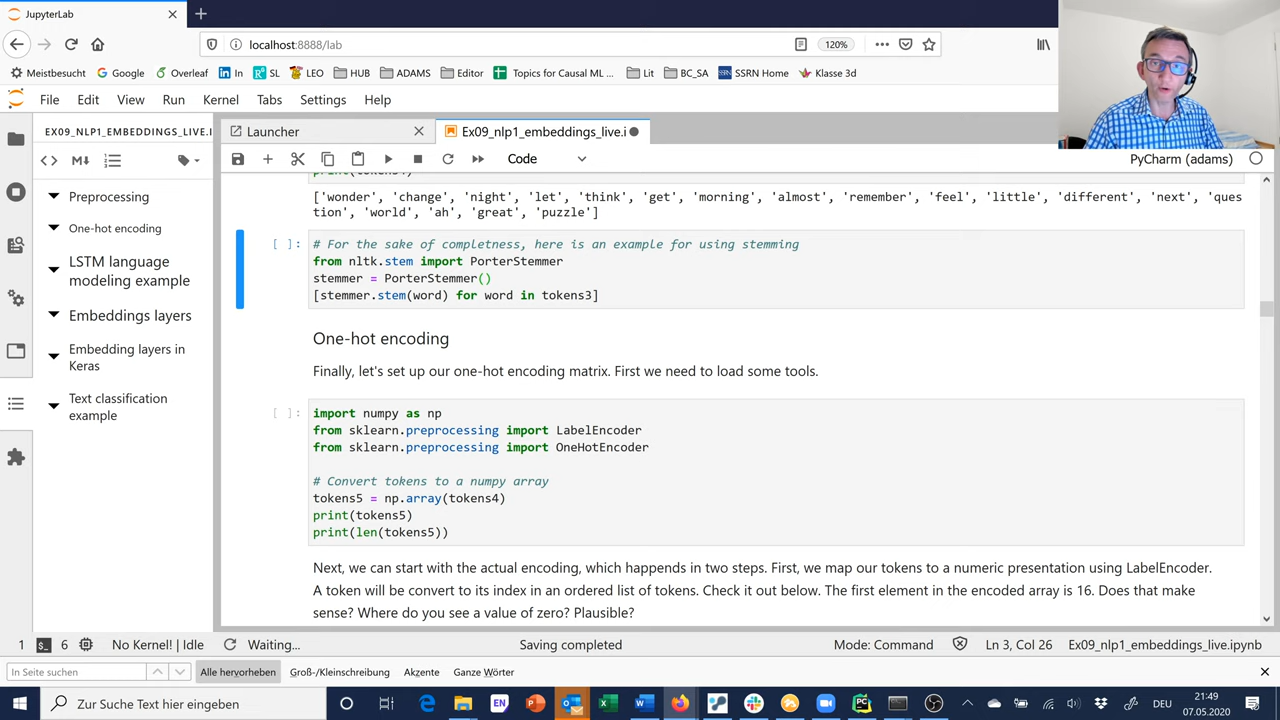 JupyterLab
localhost:8888/lab
120%
Meistbesucht
Google
Overleaf
In
SL
LEO
HUB
ADAMS
Editor
Topics for Causal ML ...
Lit
BC_SA
SSRN Home
Klasse 3d
File Edit View Run Kernel Tabs Settings Help
EX09_NLP1_EMBEDDINGS_LIVE.I
Launcher
Ex09_nlp1_embeddings_live.i
Code
PyCharm (adams)
Preprocessing
One-hot encoding
LSTM language
modeling example
Embeddings layers
Embedding layers in
Keras
Text classification
example
['wonder', 'change', 'night', 'let', 'think', 'get', 'morning', 'almost', 'remember', 'feel', 'little', 'different', 'next', 'ques
tion', 'world', 'ah', 'great', 'puzzle']
[ ]:
# For the sake of completness, here is an example for using stemming
from nltk.stem import PorterStemmer
stemmer = PorterStemmer()
[stemmer.stem(word) for word in tokens3]
One-hot encoding
Finally, let's set up our one-hot encoding matrix. First we need to load some tools.
[ ]:
import numpy as np
from sklearn.preprocessing import LabelEncoder
from sklearn.preprocessing import OneHotEncoder
# Convert tokens to a numpy array
tokens5 = np.array(tokens4)
print(tokens5)
print(len(tokens5))
Next, we can start with the actual encoding, which happends in two steps. First, we map our tokens to a numeric presentation using LabelEncoder.
A token will be convert to its index in an ordered list of tokens. Check it out below. The first element in the encoded array is 16. Does that make
sense? Where do you see a value of zero? Plausible?
1
6
No Kernel! | Idle
Waiting...
Saving completed
Mode: Command
Ln 3, Col 26
Ex09_nlp1_embeddings_live.ipynb
In Seite suchen
Alle hervorheben
Groß-/Kleinschreibung
Akzente
Ganze Wörter
Zur Suche Text hier eingeben
EN
DEU
21:49
07.05.2020